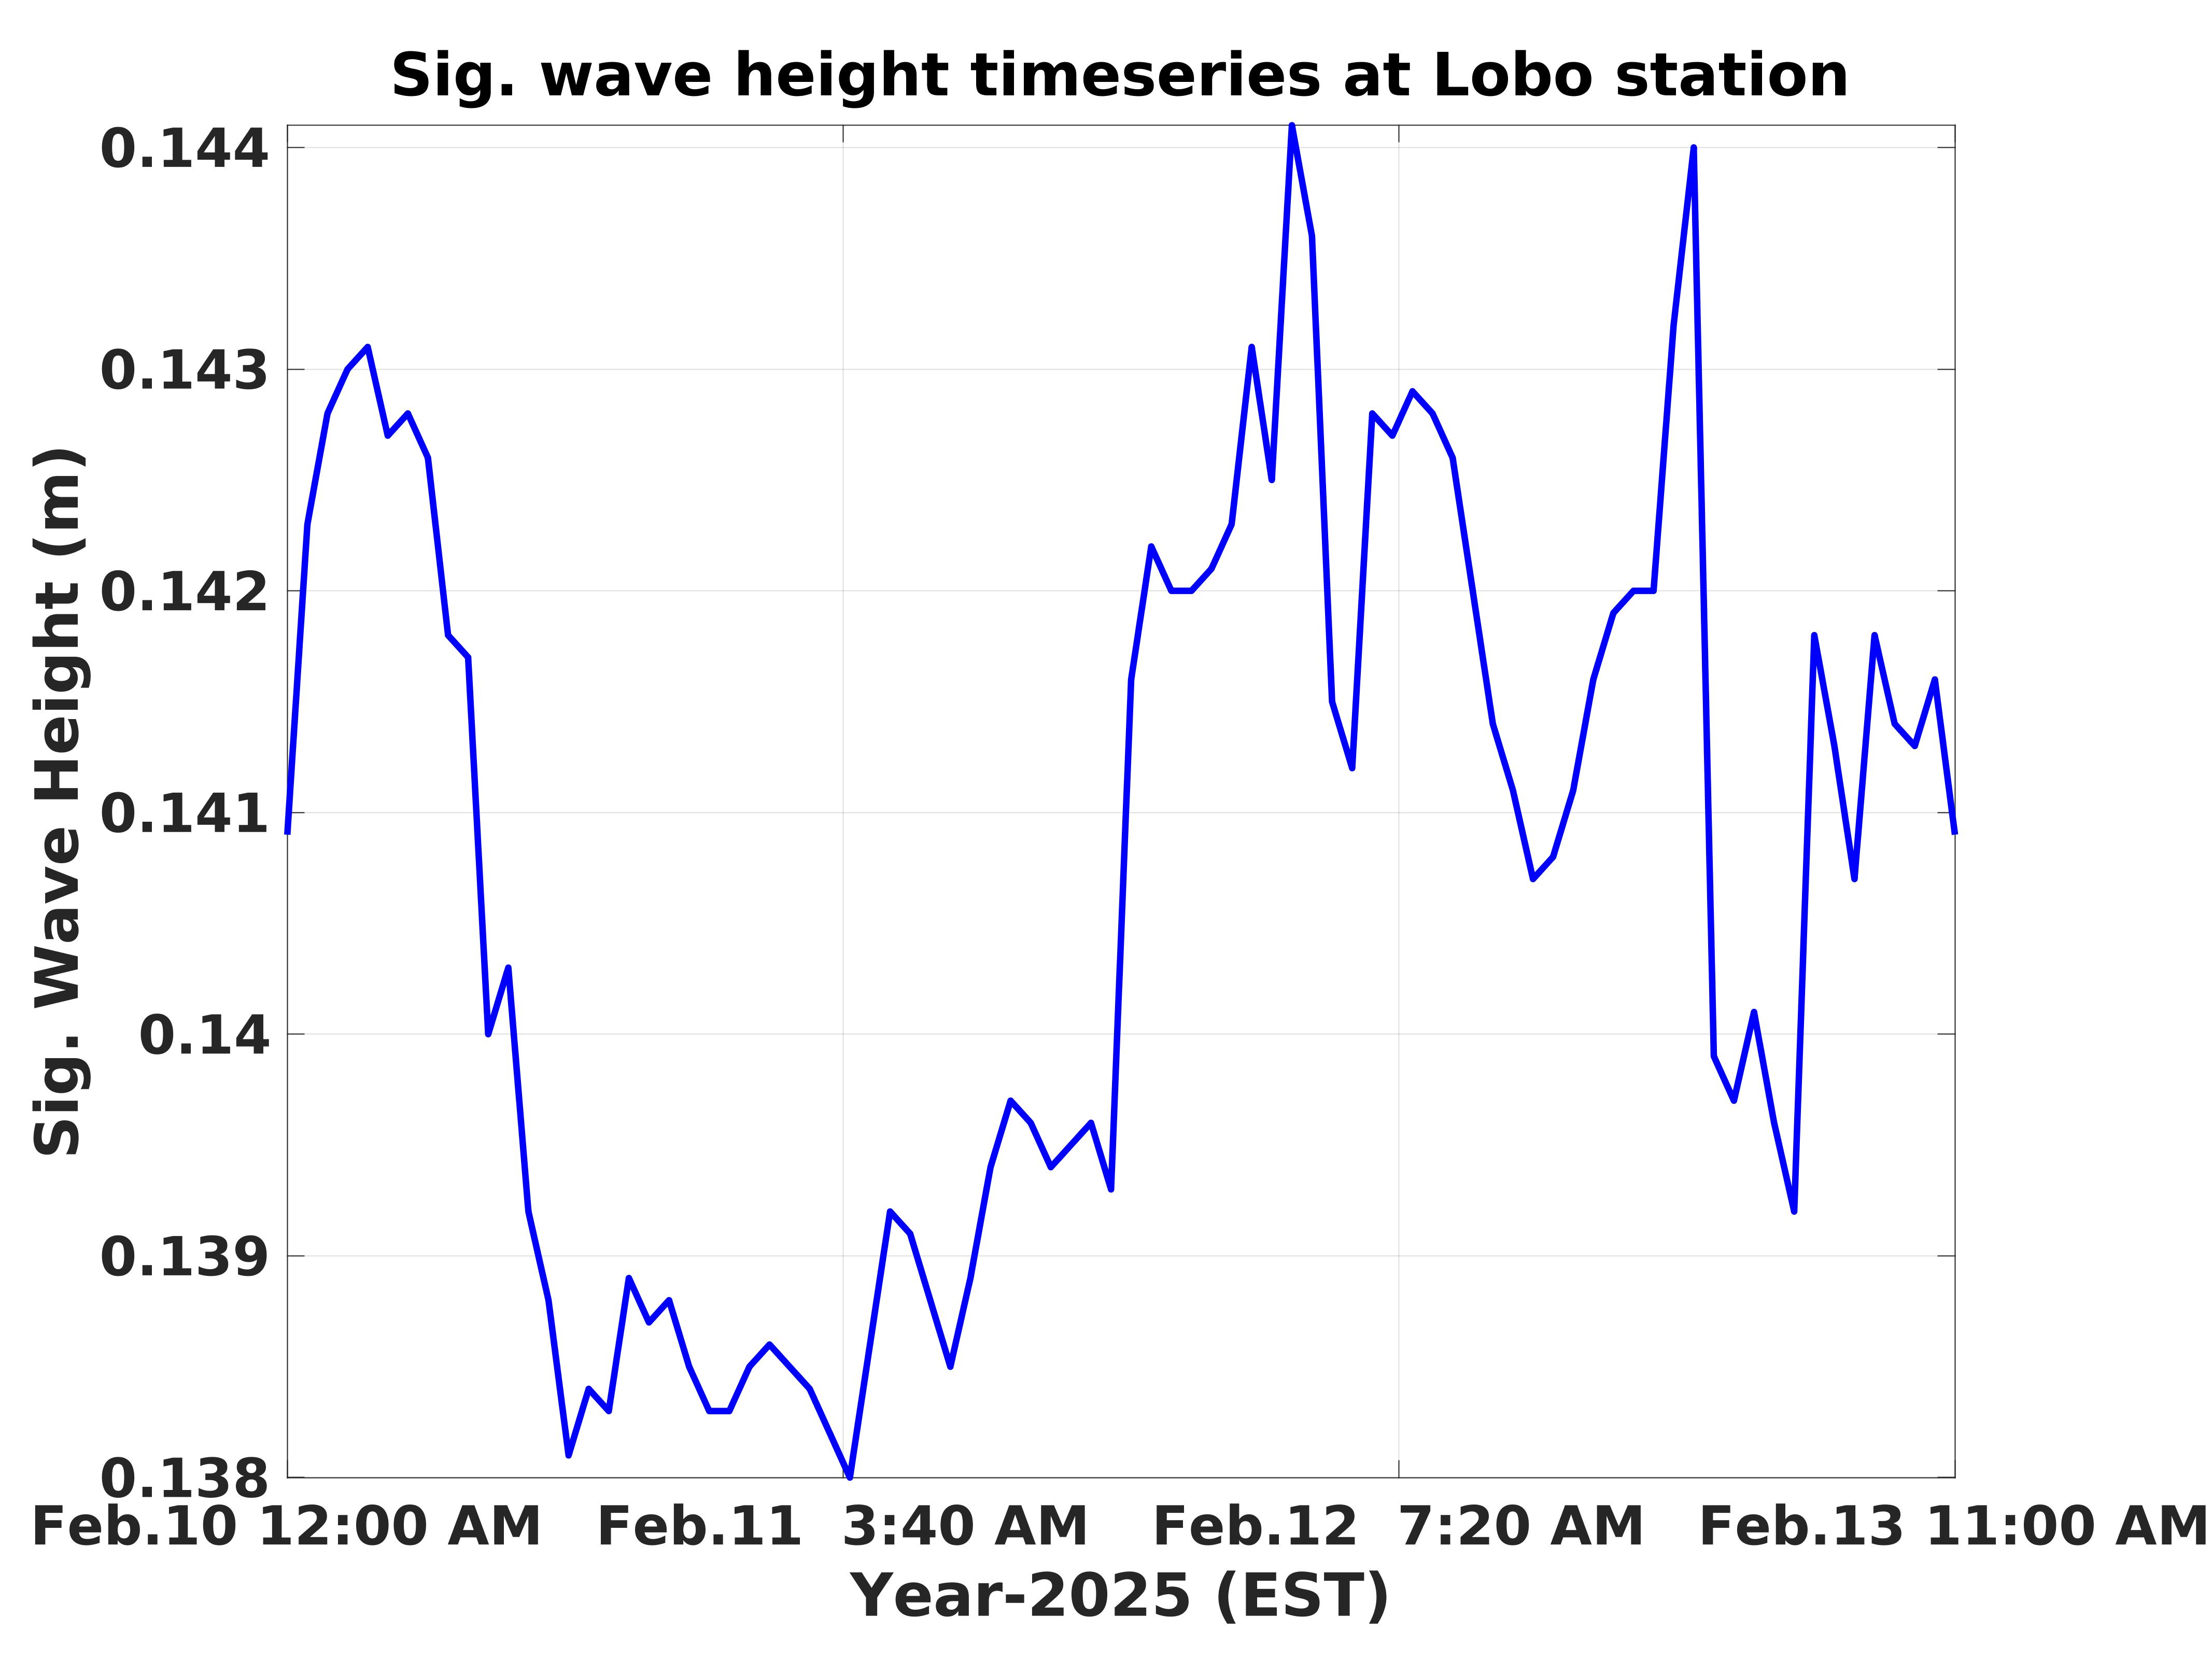 Sig. wave height timeseries at Lobo station
0.144
0.143
0.142
0.141
0.14
0.139
0.138
Sig. Wave Height (m)
Feb.10 12:00 AM Feb.11 3:40 AM Feb.12 7:20 AM Feb.13 11:00 AM
Year-2025 (EST)